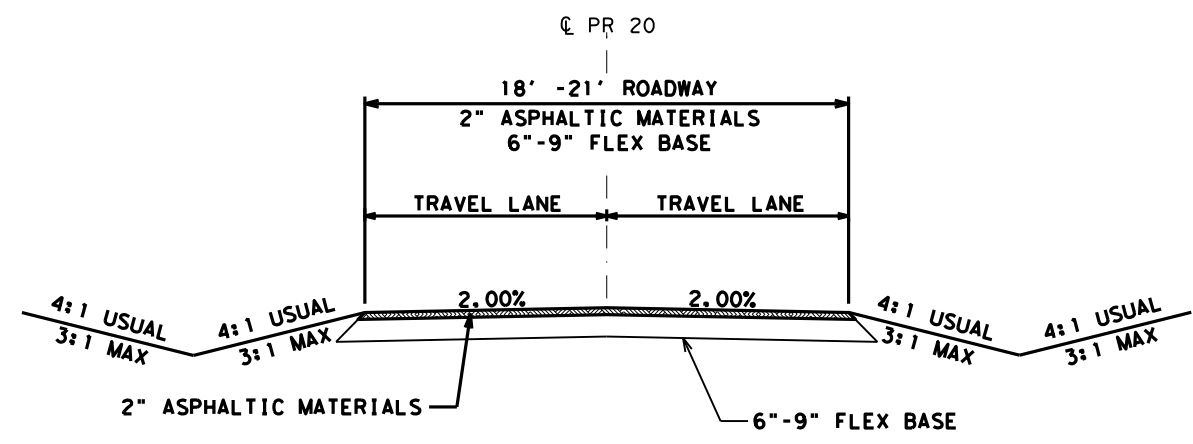 ℄ PR 20
18' -21' ROADWAY
2" ASPHALTIC MATERIALS
6"-9" FLEX BASE
TRAVEL LANE
TRAVEL LANE
2.00%
2.00%
4:1 USUAL
3:1 MAX
4:1 USUAL
3:1 MAX
4:1 USUAL
3:1 MAX
4:1 USUAL
3:1 MAX
2" ASPHALTIC MATERIALS
6"-9" FLEX BASE